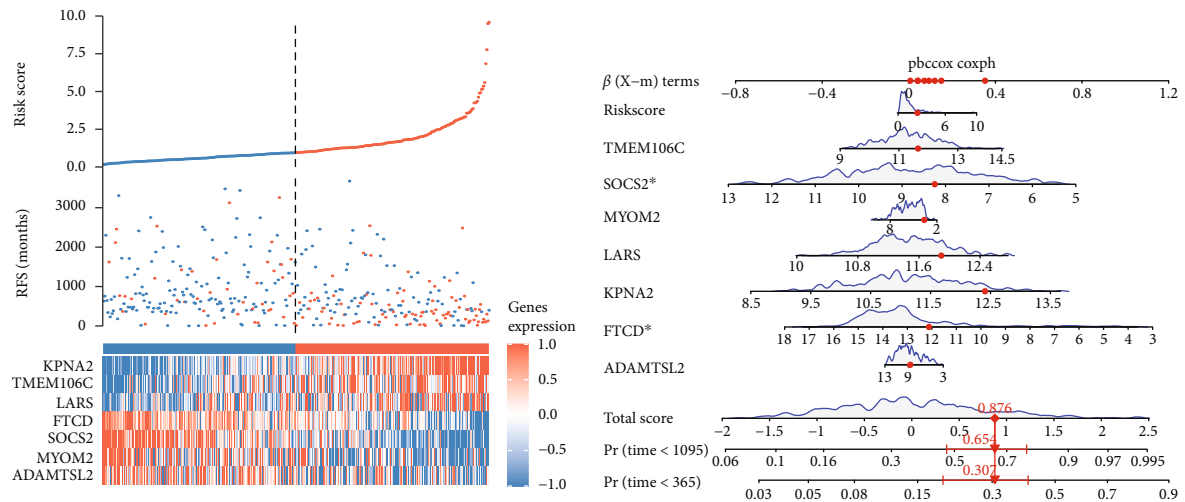 10.0
7.5
5.0
2.5
0.0
Risk score
3000
2000
1000
0
RFS (months)
KPNA2
TMEM106C
LARS
FTCD
SOCS2
MYOM2
ADAMTSL2
Genes
expression
1.0
0.5
0.0
−0.5
−1.0
pbccox coxph
β (X−m) terms
−0.8 −0.4 0 0.4 0.8 1.2
Riskscore
0 6 10
TMEM106C
9 11 13 14.5
SOCS2*
13 12 11 10 9 8 7 6 5
MYOM2
8 2
LARS
10 10.8 11.6 12.4
KPNA2
8.5 9.5 10.5 11.5 12.5 13.5
FTCD*
18 17 16 15 14 13 12 11 10 9 8 7 6 5 4 3
ADAMTSL2
13 9 3
Total score
0.876
−2 −1.5 −1 −0.5 0 0.5 1 1.5 2 2.5
0.654
Pr (time < 1095)
0.06 0.1 0.16 0.3 0.5 0.7 0.9 0.97 0.995
0.307
Pr (time < 365)
0.03 0.05 0.08 0.15 0.3 0.5 0.7 0.9